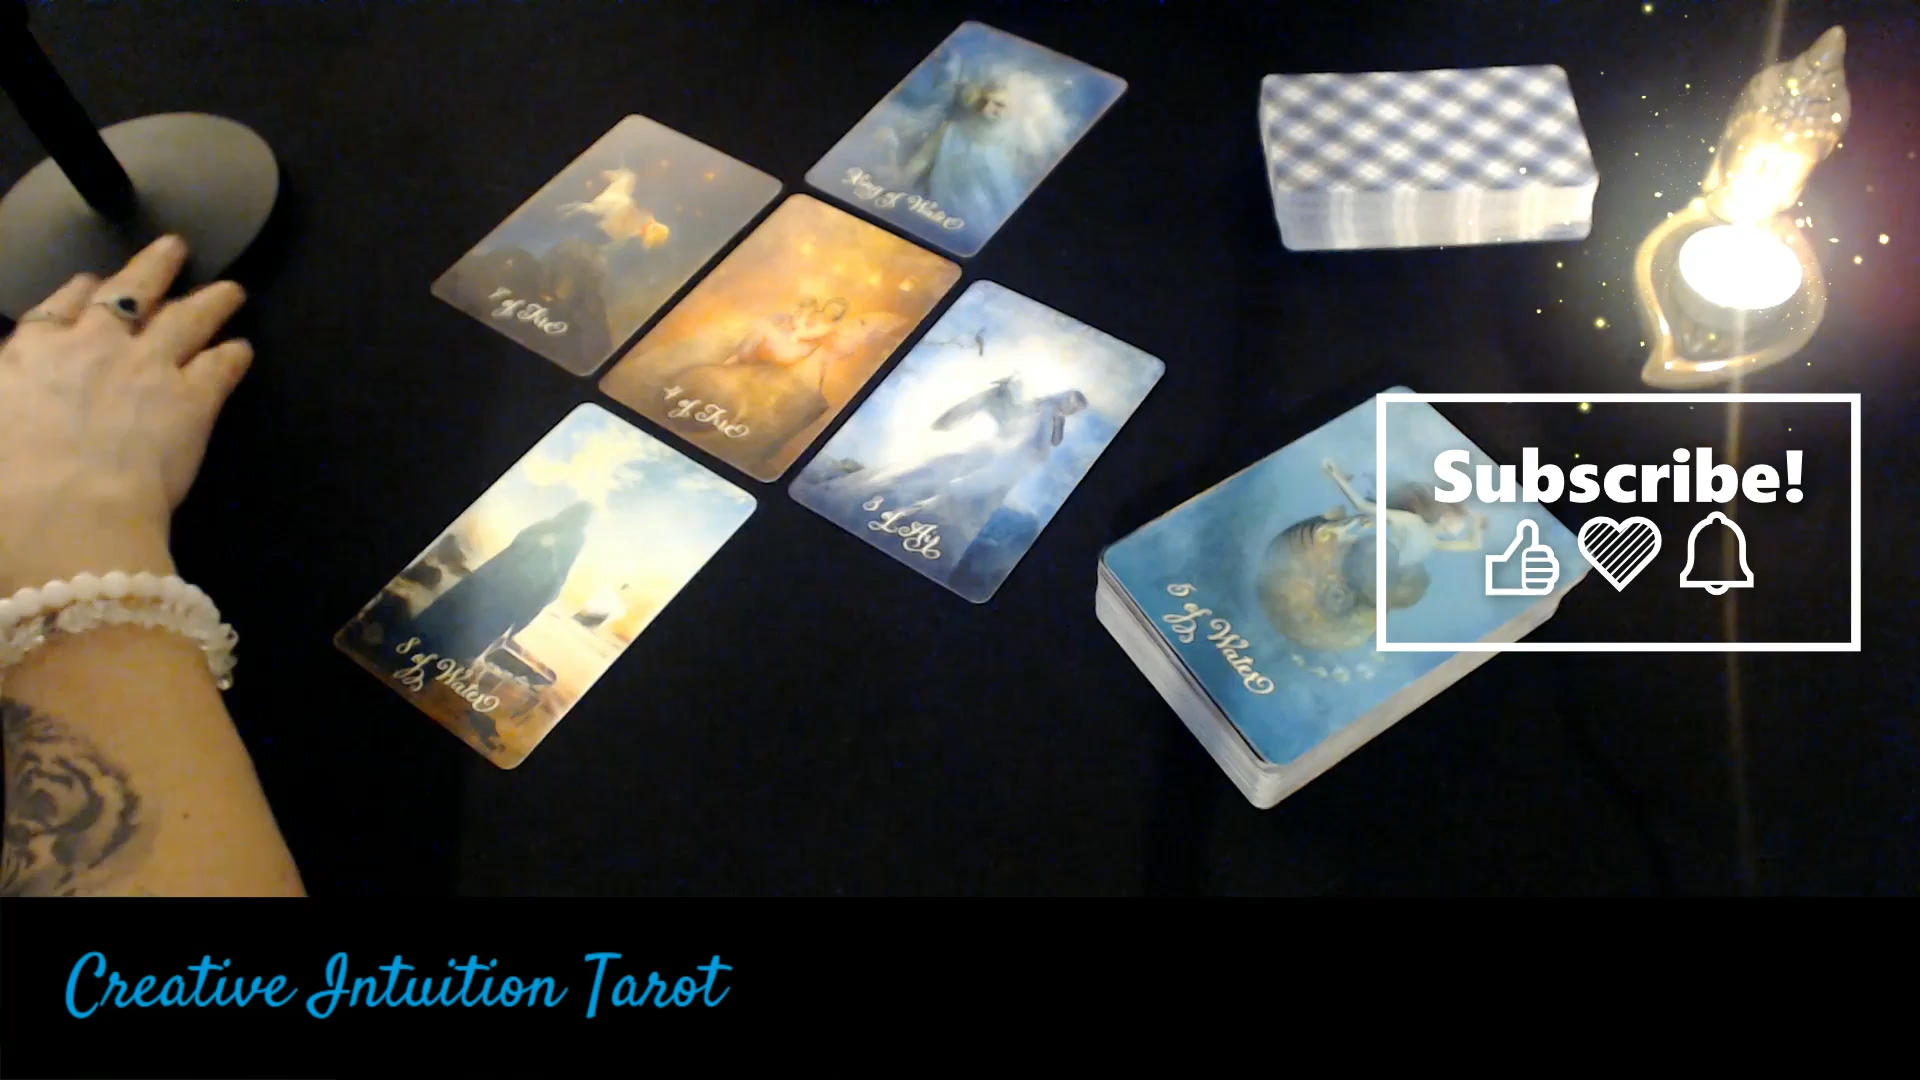 King of Water
7 of Fire
4 of Fire
8 of Air
8 of Water
5 of Water
Subscribe!
Creative Intuition Tarot